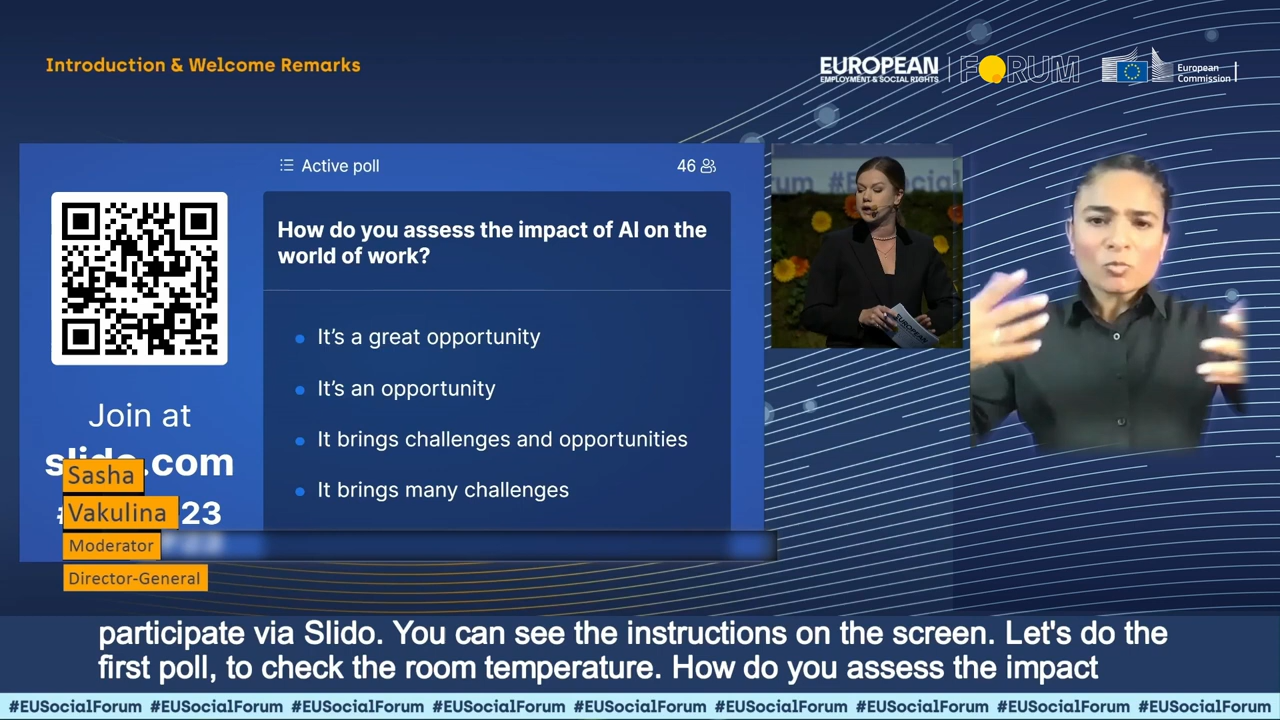 Introduction & Welcome Remarks
EUROPEAN
EMPLOYMENT & SOCIAL RIGHTS
FORUM
European
Commission
Active poll
46
How do you assess the impact of AI on the
world of work?
It's a great opportunity
It's an opportunity
It brings challenges and opportunities
It brings many challenges
Join at
slido.com
23
Sasha
Vakulina
Moderator
Director-General
participate via Slido. You can see the instructions on the screen. Let's do the
first poll, to check the room temperature. How do you assess the impact
#EUSocialForum #EUSocialForum #EUSocialForum #EUSocialForum #EUSocialForum #EUSocialForum #EUSocialForum #EUSocialForum #EUSocialForum